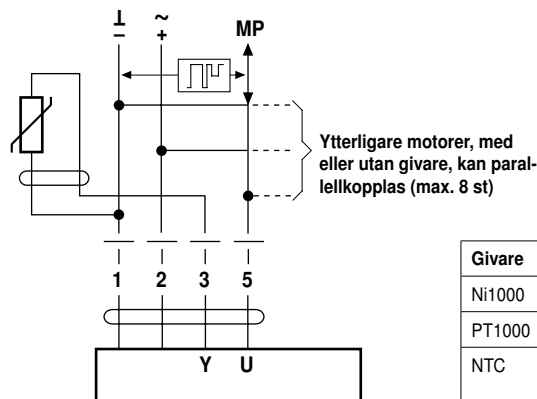 ⊥ ~ MP
– +
Ytterligare motorer, med
eller utan givare, kan paral-
lellkopplas (max. 8 st)
1 2 3 5
Y U
Givare
Ni1000
PT1000
NTC